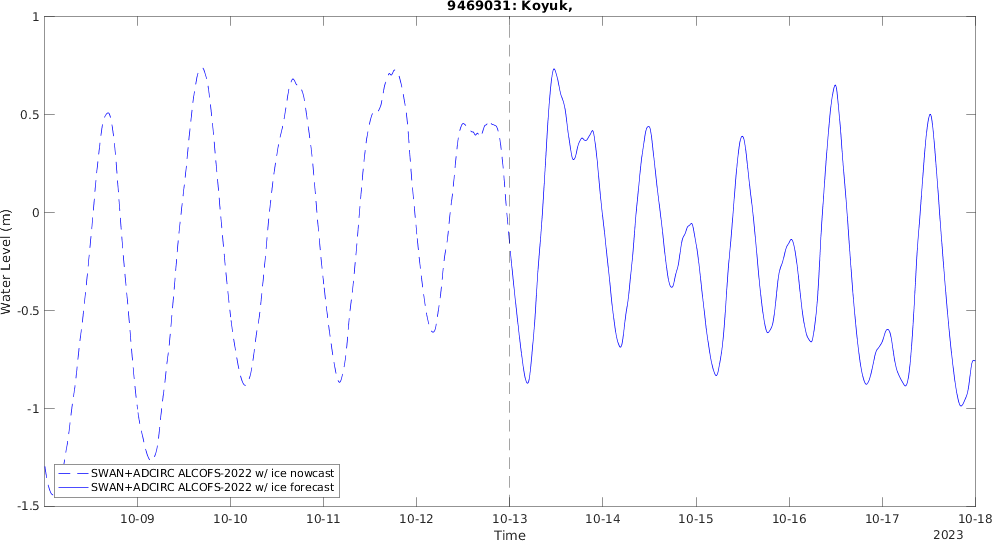 9469031: Koyuk,
Water Level (m)
1
0.5
0
-0.5
-1
-1.5
SWAN+ADCIRC ALCOFS-2022 w/ ice nowcast
SWAN+ADCIRC ALCOFS-2022 w/ ice forecast
10-09 10-10 10-11 10-12 10-13 10-14 10-15 10-16 10-17 10-18
Time
2023